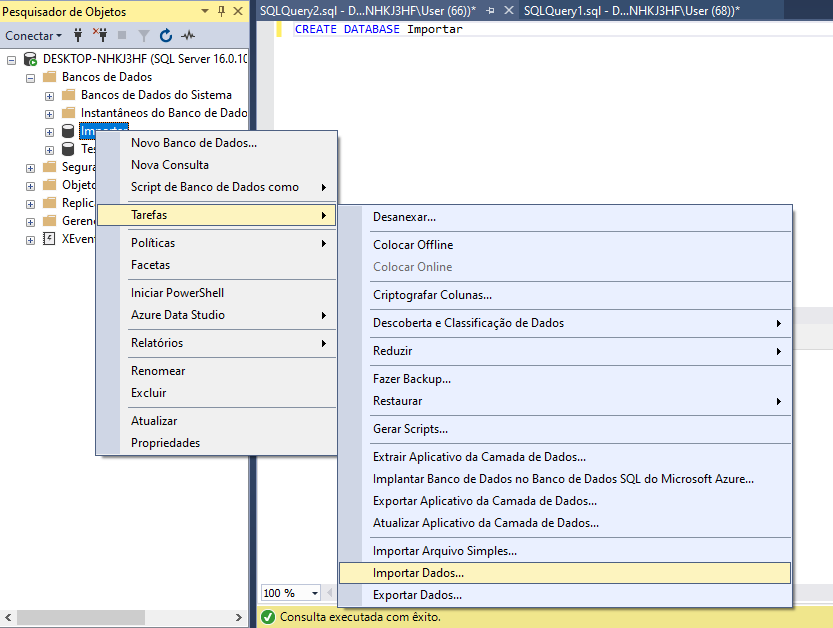 Pesquisador de Objetos
SQLQuery2.sql - D...NHKJ3HF\User (66))*
SQLQuery1.sql - D...NHKJ3HF\User (68))*
Conectar
CREATE DATABASE Importar
DESKTOP-NHKJ3HF (SQL Server 16.0.10
Bancos de Dados
Bancos de Dados do Sistema
Instantâneos do Banco de Dado
Importar
Te
Segura
Objeto
Replic
Geren
XEven
Novo Banco de Dados...
Nova Consulta
Script de Banco de Dados como
Tarefas
Políticas
Facetas
Iniciar PowerShell
Azure Data Studio
Relatórios
Renomear
Excluir
Atualizar
Propriedades
Desanexar...
Colocar Offline
Colocar Online
Criptografar Colunas...
Descoberta e Classificação de Dados
Reduzir
Fazer Backup...
Restaurar
Gerar Scripts...
Extrair Aplicativo da Camada de Dados...
Implantar Banco de Dados no Banco de Dados SQL do Microsoft Azure...
Exportar Aplicativo da Camada de Dados...
Atualizar Aplicativo da Camada de Dados...
Importar Arquivo Simples...
Importar Dados...
Exportar Dados...
100 %
Consulta executada com êxito.